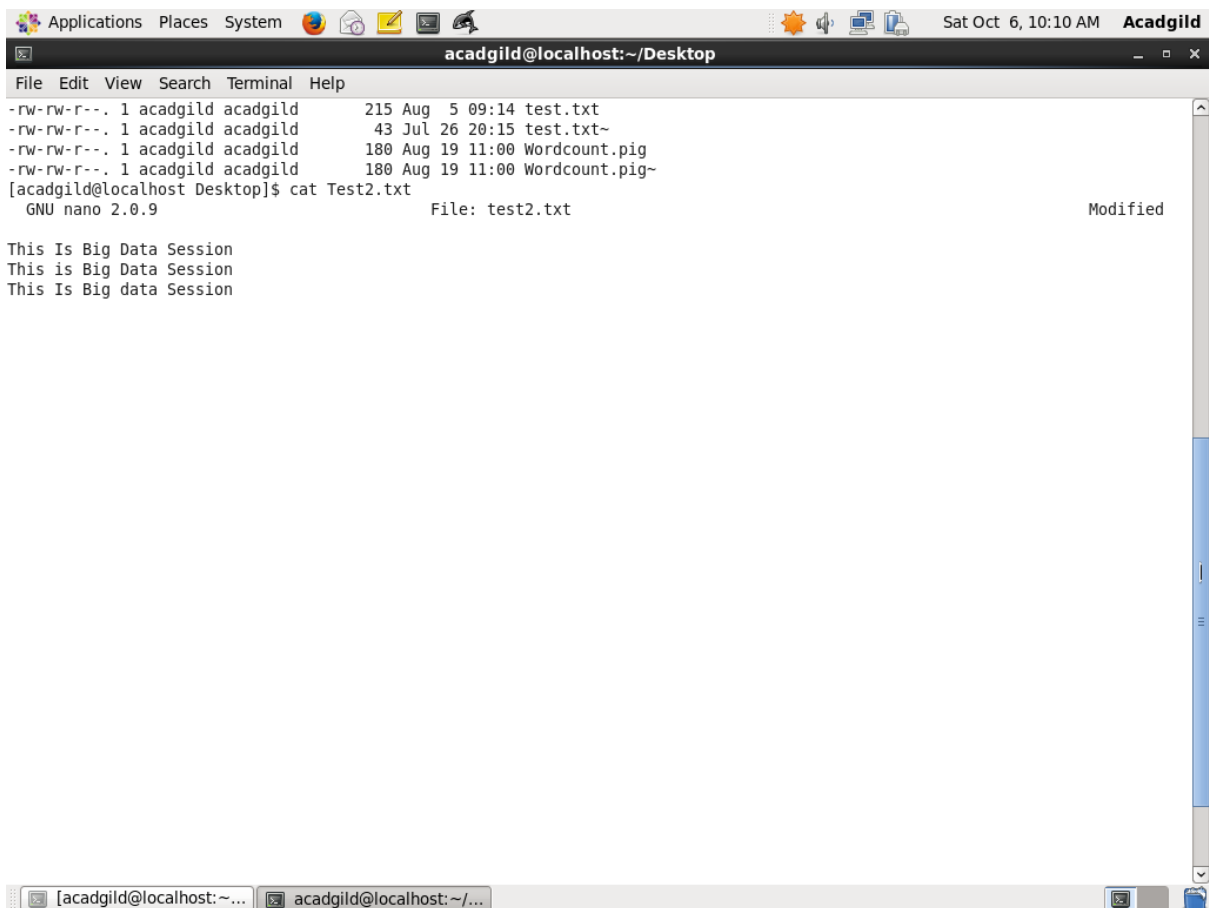 Applications Places System Sat Oct 6, 10:10 AM Acadgild
acadgild@localhost:~/Desktop
File Edit View Search Terminal Help
-rw-rw-r--. 1 acadgild acadgild 215 Aug 5 09:14 test.txt
-rw-rw-r--. 1 acadgild acadgild 43 Jul 26 20:15 test.txt~
-rw-rw-r--. 1 acadgild acadgild 180 Aug 19 11:00 Wordcount.pig
-rw-rw-r--. 1 acadgild acadgild 180 Aug 19 11:00 Wordcount.pig~
[acadgild@localhost Desktop]$ cat Test2.txt
GNU nano 2.0.9 File: test2.txt Modified
This Is Big Data Session
This is Big Data Session
This Is Big data Session
[acadgild@localhost:~... acadgild@localhost:~/...